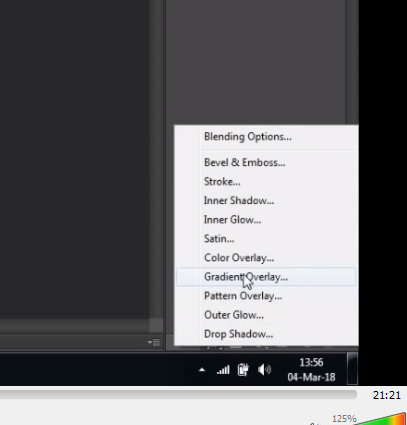 Blending Options...
Bevel & Emboss...
Stroke...
Inner Shadow...
Inner Glow...
Satin...
Color Overlay...
Gradient Overlay...
Pattern Overlay...
Outer Glow...
Drop Shadow...
13:56
04-Mar-18
21:21
125%